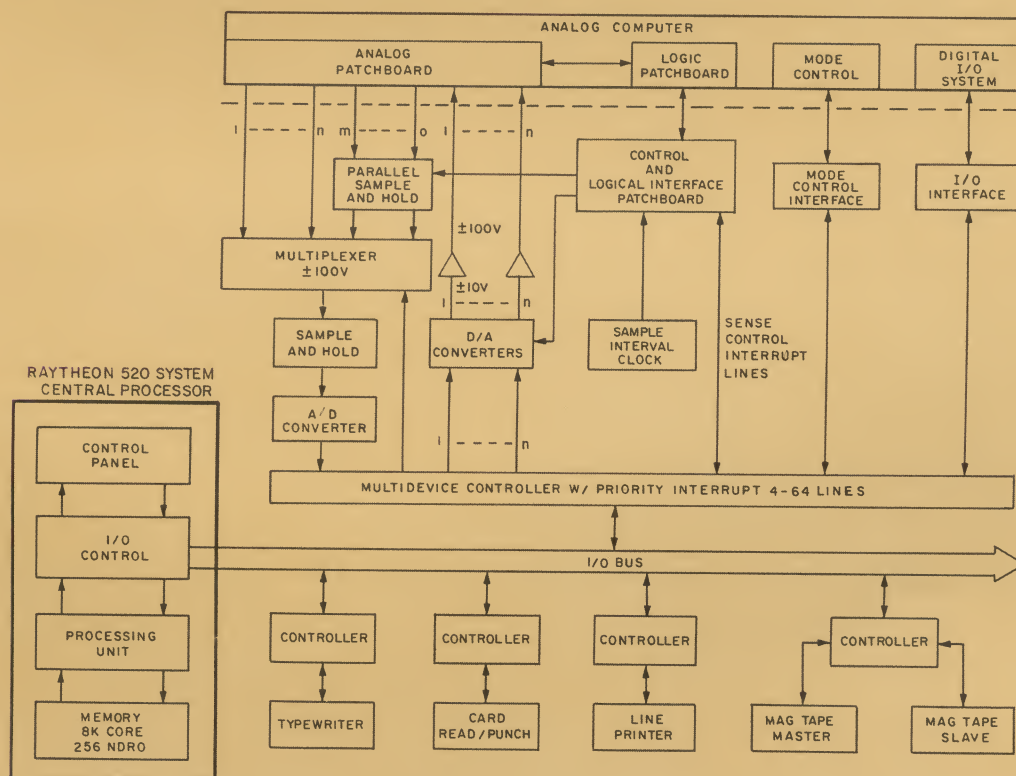 ANALOG COMPUTER
ANALOG
PATCHBOARD
LOGIC
PATCHBOARD
MODE
CONTROL
DIGITAL
I/O
SYSTEM
I ---- n m ---- o I ---- n
PARALLEL
SAMPLE
AND HOLD
CONTROL
AND
LOGICAL INTERFACE
PATCHBOARD
MODE
CONTROL
INTERFACE
I/O
INTERFACE
±100V
MULTIPLEXER
±100V
±10V
I ---- n
SAMPLE
AND HOLD
D/A
CONVERTERS
SAMPLE
INTERVAL
CLOCK
SENSE
CONTROL
INTERRUPT
LINES
A/D
CONVERTER
I ---- n
MULTIDEVICE CONTROLLER W/ PRIORITY INTERRUPT 4-64 LINES
RAYTHEON 520 SYSTEM
CENTRAL PROCESSOR
CONTROL
PANEL
I/O
CONTROL
I/O BUS
PROCESSING
UNIT
MEMORY
8K CORE
256 NDRO
CONTROLLER
TYPEWRITER
CONTROLLER
CARD
READ/PUNCH
CONTROLLER
LINE
PRINTER
CONTROLLER
MAG TAPE
MASTER
MAG TAPE
SLAVE